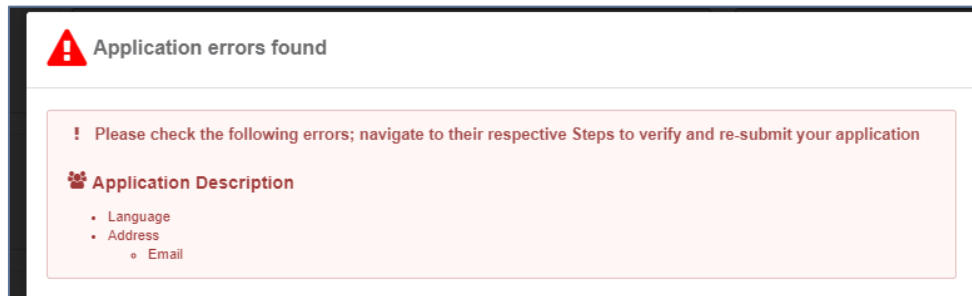 Application errors found
! Please check the following errors; navigate to their respective Steps to verify and re-submit your application
Application Description
Language
Address
Email